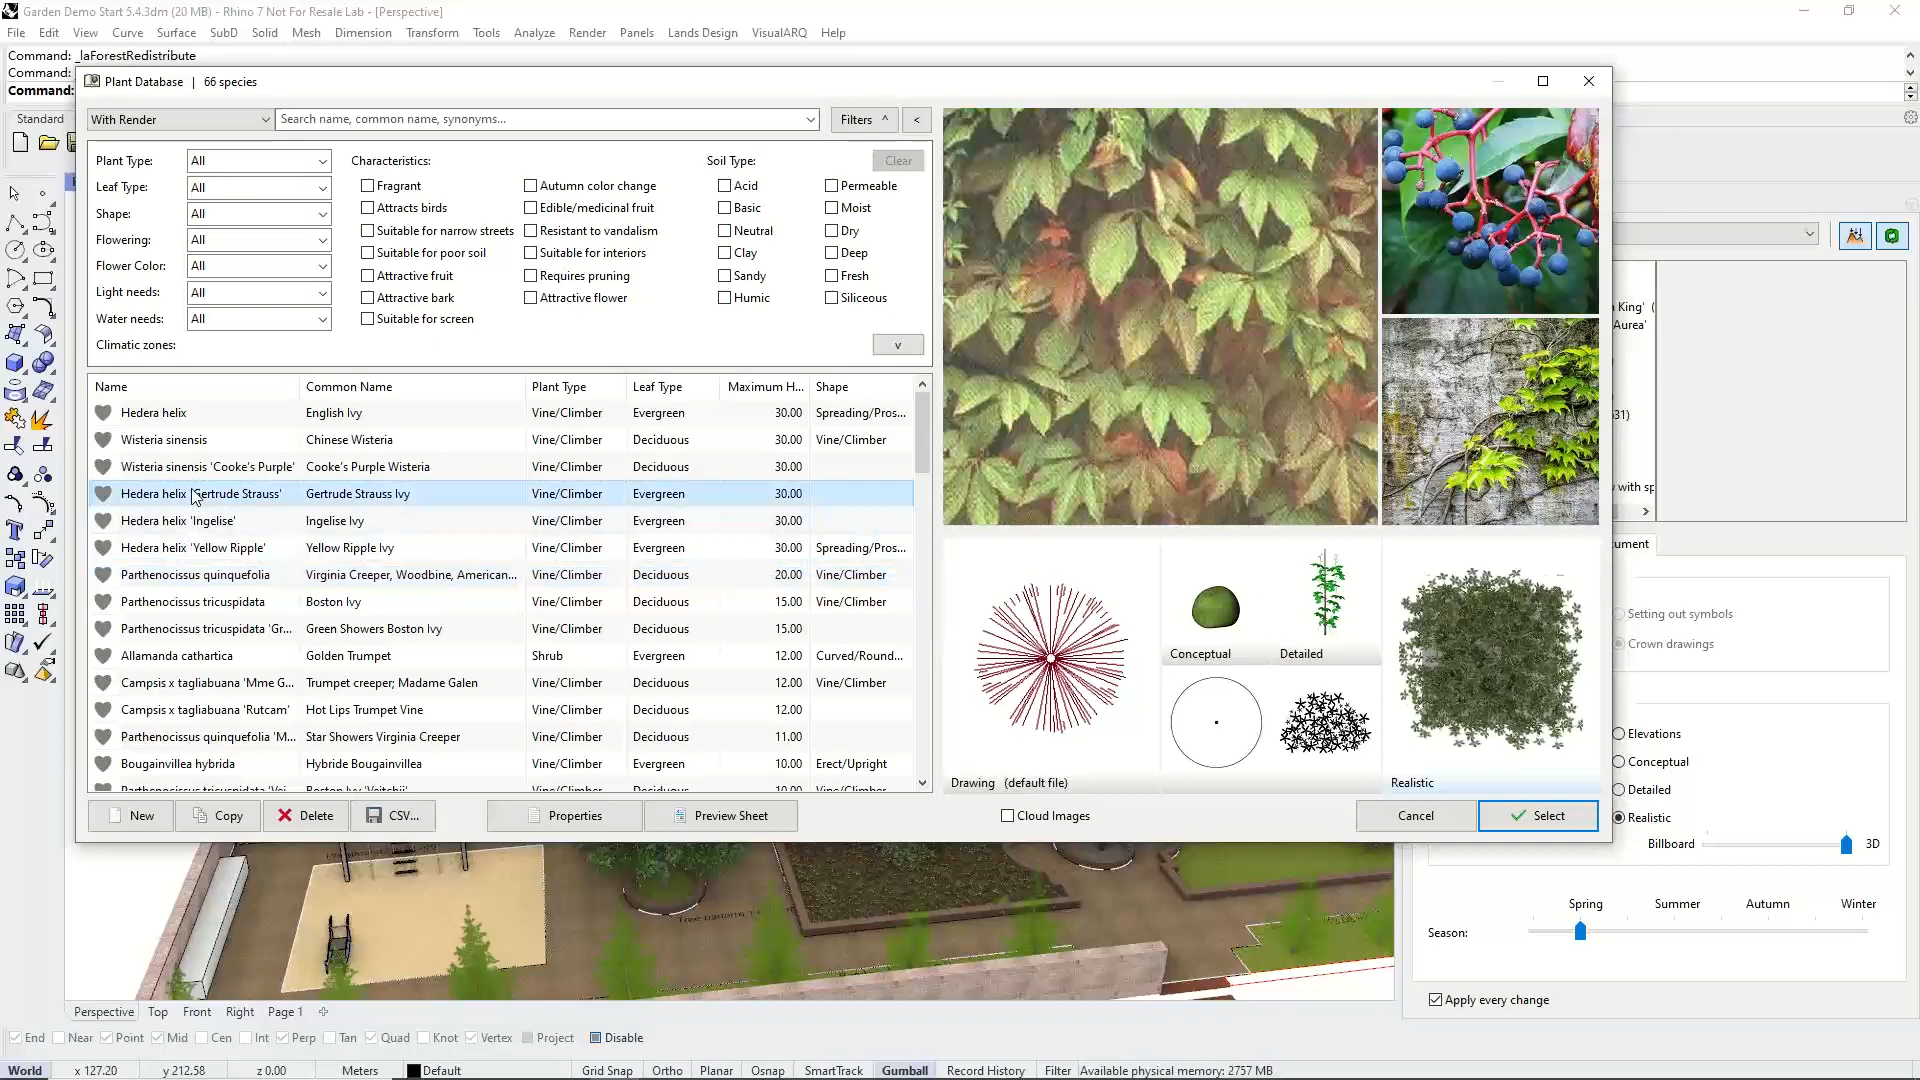 Garden Demo Start 5.4.3dm (20 MB) - Rhino 7 Not For Resale Lab - [Perspective]
File Edit View Curve Surface SubD Solid Mesh Dimension Transform Tools Analyze Render Panels Lands Design VisualARQ Help
Command: _laForestRedistribute
Command:
Command:
Plant Database | 66 species
Standard
With Render Search name, common name, synonyms... Filters ^ <
Plant Type: All Characteristics: Soil Type: Clear
Leaf Type: All Fragrant Autumn color change Acid Permeable
Shape: All Attracts birds Edible/medicinal fruit Basic Moist
Flowering: All Suitable for narrow streets Resistant to vandalism Neutral Dry
Flower Color: All Suitable for poor soil Suitable for interiors Clay Deep
Light needs: All Attractive fruit Requires pruning Sandy Fresh
Water needs: All Attractive bark Attractive flower Humic Siliceous
Suitable for screen
Climatic zones: v
Name Common Name Plant Type Leaf Type Maximum H... Shape
Hedera helix English Ivy Vine/Climber Evergreen 30.00 Spreading/Pros...
Wisteria sinensis Chinese Wisteria Vine/Climber Deciduous 30.00 Vine/Climber
Wisteria sinensis 'Cooke's Purple' Cooke's Purple Wisteria Vine/Climber Deciduous 30.00
Hedera helix 'Gertrude Strauss' Gertrude Strauss Ivy Vine/Climber Evergreen 30.00
Hedera helix 'Ingelise' Ingelise Ivy Vine/Climber Evergreen 30.00
Hedera helix 'Yellow Ripple' Yellow Ripple Ivy Vine/Climber Evergreen 30.00 Spreading/Pros...
Parthenocissus quinquefolia Virginia Creeper, Woodbine, American... Vine/Climber Deciduous 20.00 Vine/Climber
Parthenocissus tricuspidata Boston Ivy Vine/Climber Deciduous 15.00 Vine/Climber
Parthenocissus tricuspidata 'Gr... Green Showers Boston Ivy Vine/Climber Deciduous 15.00
Allamanda cathartica Golden Trumpet Shrub Evergreen 12.00 Curved/Round...
Campsis x tagliabuana 'Mme G... Trumpet creeper; Madame Galen Vine/Climber Deciduous 12.00 Vine/Climber
Campsis x tagliabuana 'Rutcam' Hot Lips Trumpet Vine Vine/Climber Deciduous 12.00
Parthenocissus quinquefolia 'M... Star Showers Virginia Creeper Vine/Climber Deciduous 11.00
Bougainvillea hybrida Hybride Bougainvillea Vine/Climber Evergreen 10.00 Erect/Upright
New Copy Delete CSV... Properties Preview Sheet
Conceptual Detailed
Drawing (default file) Realistic
Cloud Images Cancel Select
King' (
Aurea'
31)
with sp
ument
Setting out symbols
Crown drawings
Elevations
Conceptual
Detailed
Realistic
Billboard 3D
Spring Summer Autumn Winter
Season:
Apply every change
Perspective Top Front Right Page 1
End Near Point Mid Cen Int Perp Tan Quad Knot Vertex Project Disable
World x 127.20 y 212.58 z 0.00 Meters Default Grid Snap Ortho Planar Osnap SmartTrack Gumball Record History Filter Available physical memory: 2757 MB